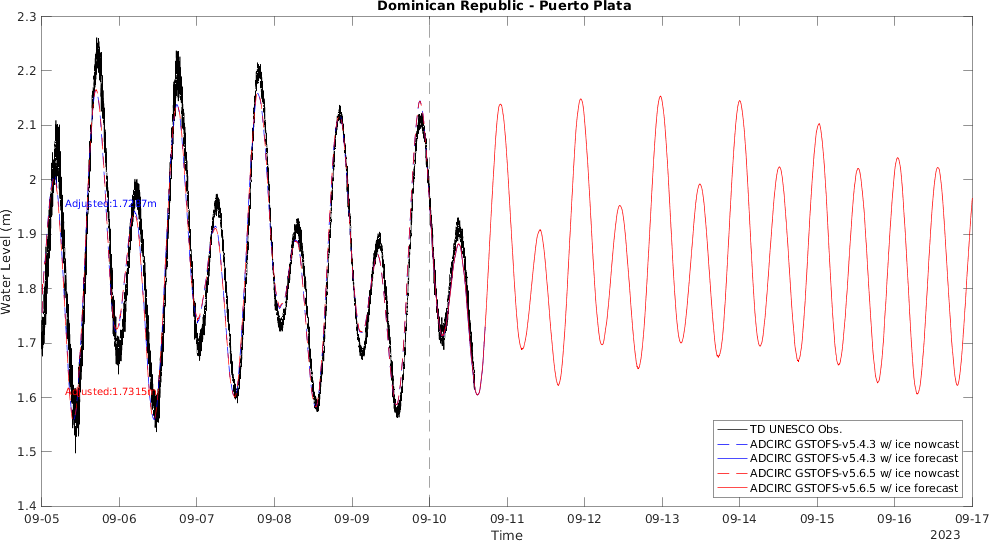 Dominican Republic - Puerto Plata
Water Level (m)
2.3
2.2
2.1
2
1.9
1.8
1.7
1.6
1.5
1.4
Adjusted:1.7217m
Adjusted:1.7315m
TD UNESCO Obs.
ADCIRC GSTOFS-v5.4.3 w/ ice nowcast
ADCIRC GSTOFS-v5.4.3 w/ ice forecast
ADCIRC GSTOFS-v5.6.5 w/ ice nowcast
ADCIRC GSTOFS-v5.6.5 w/ ice forecast
09-05 09-06 09-07 09-08 09-09 09-10 09-11 09-12 09-13 09-14 09-15 09-16 09-17
Time
2023